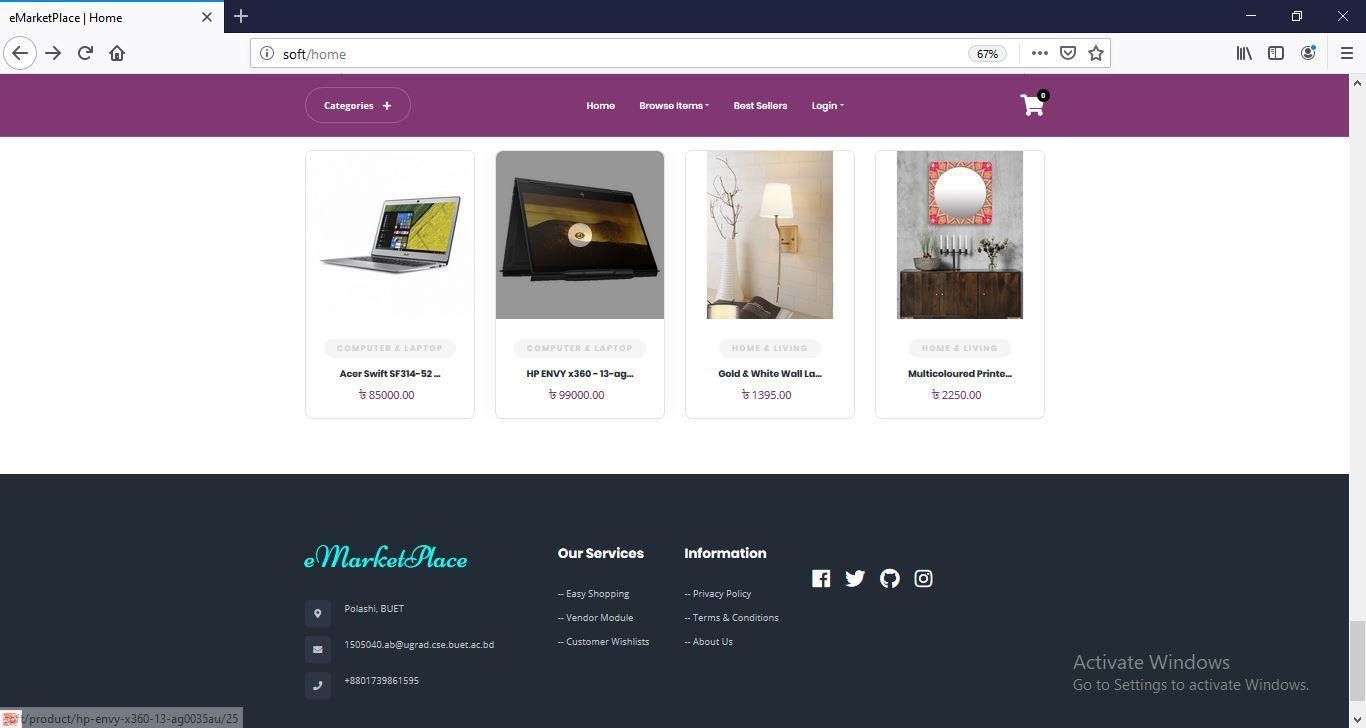 eMarketPlace | Home
soft/home
67%
Categories +
Home
Browse Items
Best Sellers
Login
0
COMPUTER & LAPTOP
Acer Swift SF314-52 ...
৳ 85000.00
COMPUTER & LAPTOP
HP ENVY x360 - 13-ag...
৳ 99000.00
HOME & LIVING
Gold & White Wall La...
৳ 1395.00
HOME & LIVING
Multicoloured Printe...
৳ 2250.00
eMarketPlace
Polashi, BUET
1505040.ab@ugrad.cse.buet.ac.bd
+8801739861595
Our Services
-- Easy Shopping
-- Vendor Module
-- Customer Wishlists
Information
-- Privacy Policy
-- Terms & Conditions
-- About Us
Activate Windows
Go to Settings to activate Windows.
soft/product/hp-envy-x360-13-ag0035au/25